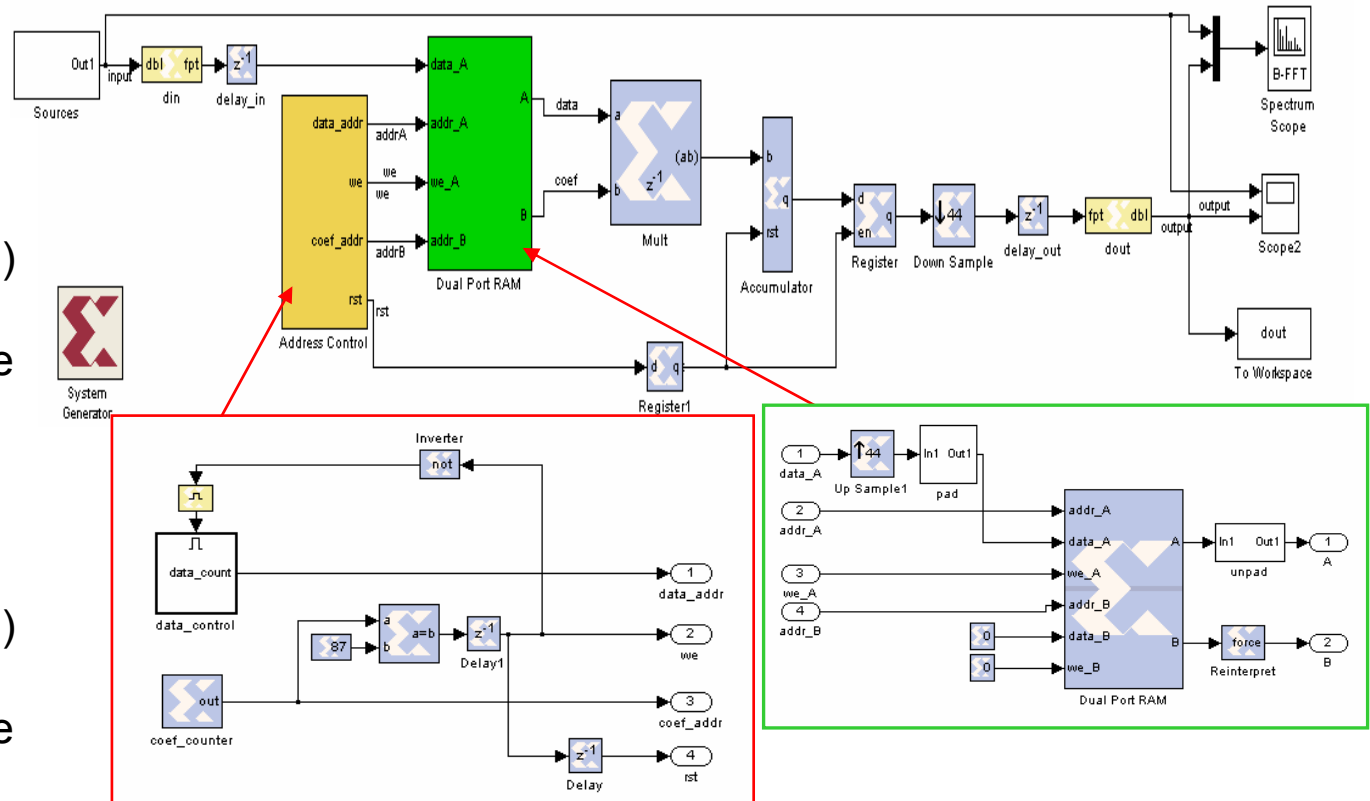 Out1
Sources
input
dbl fpt
din
z-1
delay_in
data_addr
we
coef_addr
rst
Address Control
addrA
we
we
addrB
rst
data_A
addr_A
we_A
addr_B
A
B
Dual Port RAM
data
coef
a
b
(ab)
z-1
Mult
b
rst
q
Accumulator
d
en
q
Register
↓44
Down Sample
z-1
delay_out
fpt dbl
dout
output
output
B-FFT
Spectrum
Scope
Scope2
dout
To Workspace
)
e
)
e
System
Generator
d q
Register1
Inverter
not
data_count
data_control
87
a
b
a=b
z-1
Delay1
out
coef_counter
z-1
Delay
1
data_addr
2
we
3
coef_addr
4
rst
1
data_A
↑44
Up Sample1
In1 Out1
pad
2
addr_A
3
we_A
4
addr_B
0
0
addr_A
data_A
we_A
addr_B
data_B
we_B
A
B
Dual Port RAM
In1 Out1
unpad
1
A
force
Reinterpret
2
B